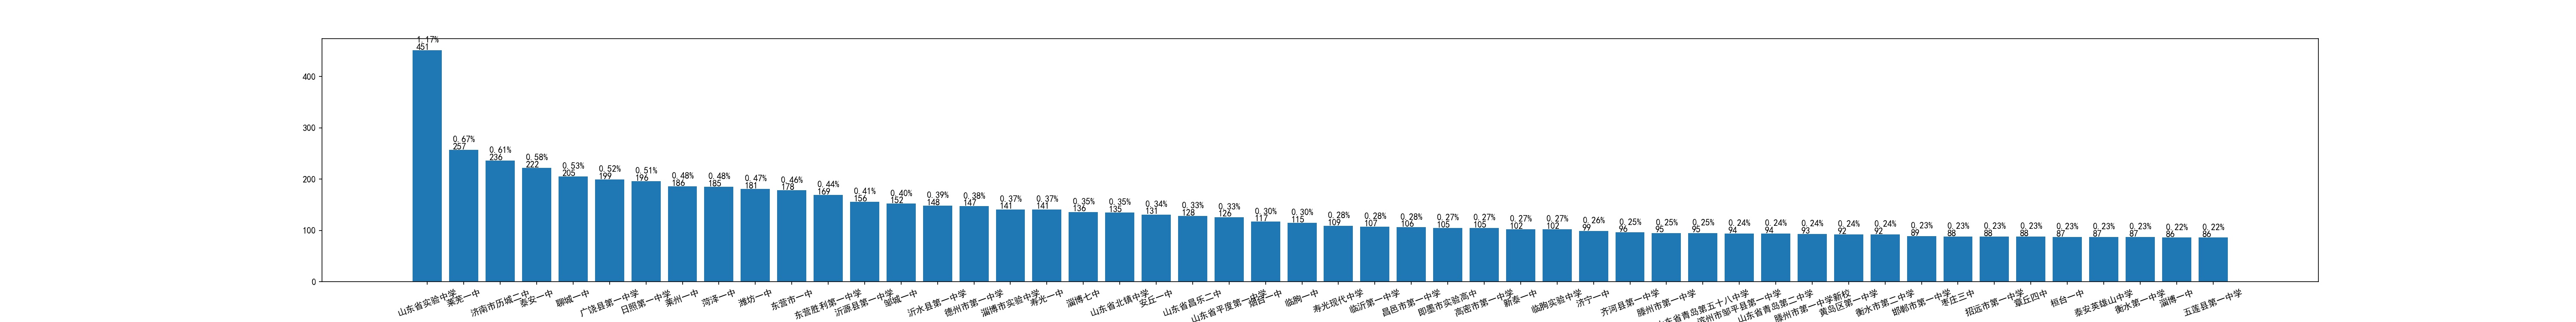 400
300
200
100
0
1.17%
451
0.67%
257
0.61%
236
0.58%
222
0.53%
205
0.52%
199
0.51%
196
0.48%
186
0.48%
185
0.47%
181
0.46%
178
0.44%
169
0.41%
156
0.40%
152
0.39%
148
0.38%
147
0.37%
141
0.37%
141
0.35%
136
0.35%
135
0.34%
131
0.33%
128
0.33%
126
0.30%
117
0.30%
115
0.28%
109
0.28%
107
0.28%
106
0.27%
105
0.27%
105
0.27%
102
0.27%
102
0.26%
99
0.25%
96
0.25%
95
0.25%
95
0.24%
94
0.24%
94
0.24%
93
0.24%
92
0.24%
92
0.23%
89
0.23%
88
0.23%
88
0.23%
88
0.23%
87
0.23%
87
0.23%
87
0.22%
86
0.22%
86
山东省实验中学
莱芜一中
济南市历城二中
泰安一中
聊城一中
广饶县第一中学
日照第一中学
莱州一中
菏泽一中
潍坊一中
东营市一中
东营胜利第一中学
沂源县第一中学
邹城一中
沂水县第一中学
德州市第一中学
淄博市实验中学
寿光一中
淄博七中
山东省北镇中学
安丘一中
山东省昌乐二中
山东省平度第一中学
烟台一中
临朐一中
寿光现代中学
临沂第一中学
昌邑市第一中学
即墨市实验高中
高密市第一中学
新泰一中
临朐实验中学
济宁一中
齐河县第一中学
滕州市第一中学
山东省青岛第五十八中学
滨州市邹平县第一中学
山东省青岛第二中学
滕州市第一中学新校
黄岛区第一中学
衡水市第二中学
邯郸市第一中学
枣庄三中
招远市第一中学
章丘四中
桓台一中
泰安英雄山中学
衡水第一中学
淄博一中
五莲县第一中学